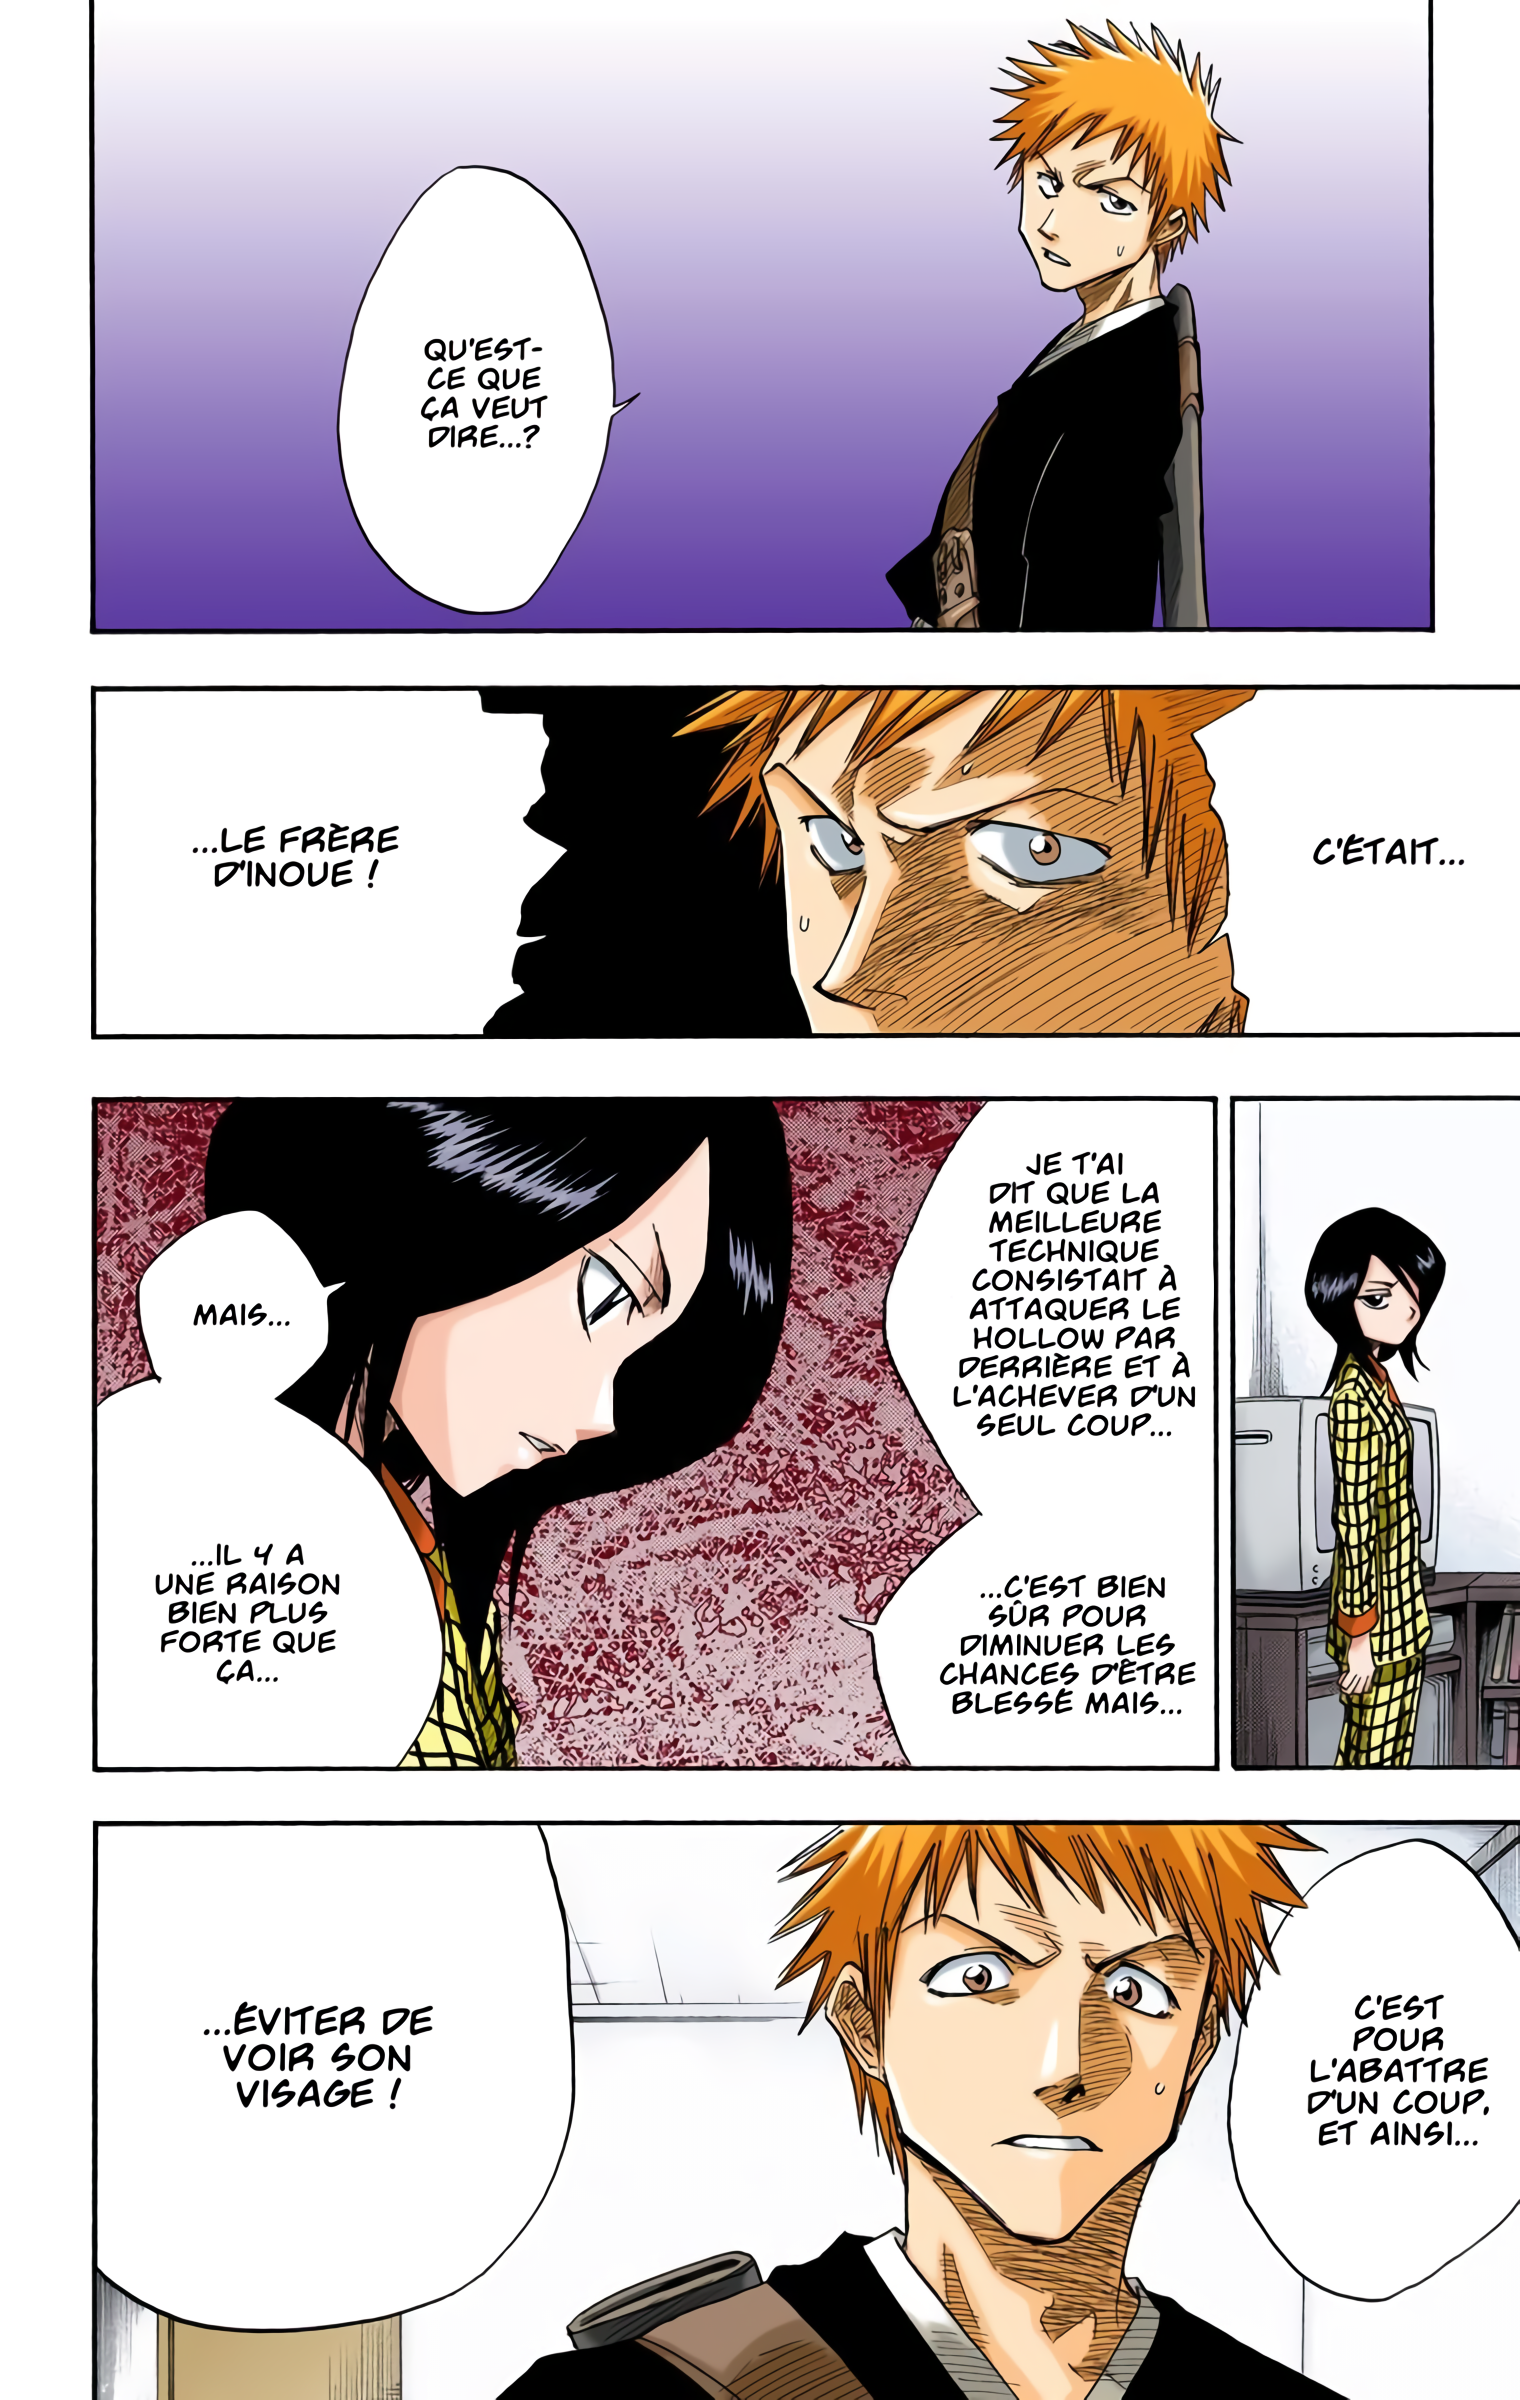 QU'EST-
CE QUE
ÇA VEUT
DIRE...?
C'ÉTAIT...
...LE FRÈRE
D'INOUE !
JE T'AI
DIT QUE LA
MEILLEURE
TECHNIQUE
CONSISTAIT À
ATTAQUER LE
HOLLOW PAR
DERRIÈRE ET À
L'ACHEVER D'UN
SEUL COUP...
...C'EST BIEN
SÛR POUR
DIMINUER LES
CHANCES D'ÊTRE
BLESSÉ MAIS...
MAIS...
...IL Y A
UNE RAISON
BIEN PLUS
FORTE QUE
ÇA...
C'EST
POUR
L'ABATTRE
D'UN COUP,
ET AINSI...
...ÉVITER DE
VOIR SON
VISAGE !